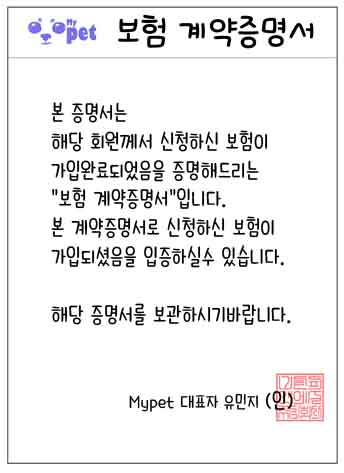 My pet 보험 계약증명서
본 증명서는
해당 회원께서 신청하신 보험이
가입완료되었음을 증명해드리는
"보험 계약증명서"입니다.
본 계약증명서로 신청하신 보험이
가입되셨음을 입증하실수 있습니다.
해당 증명서를 보관하시기바랍니다.
Mypet 대표자 유민지 (인)